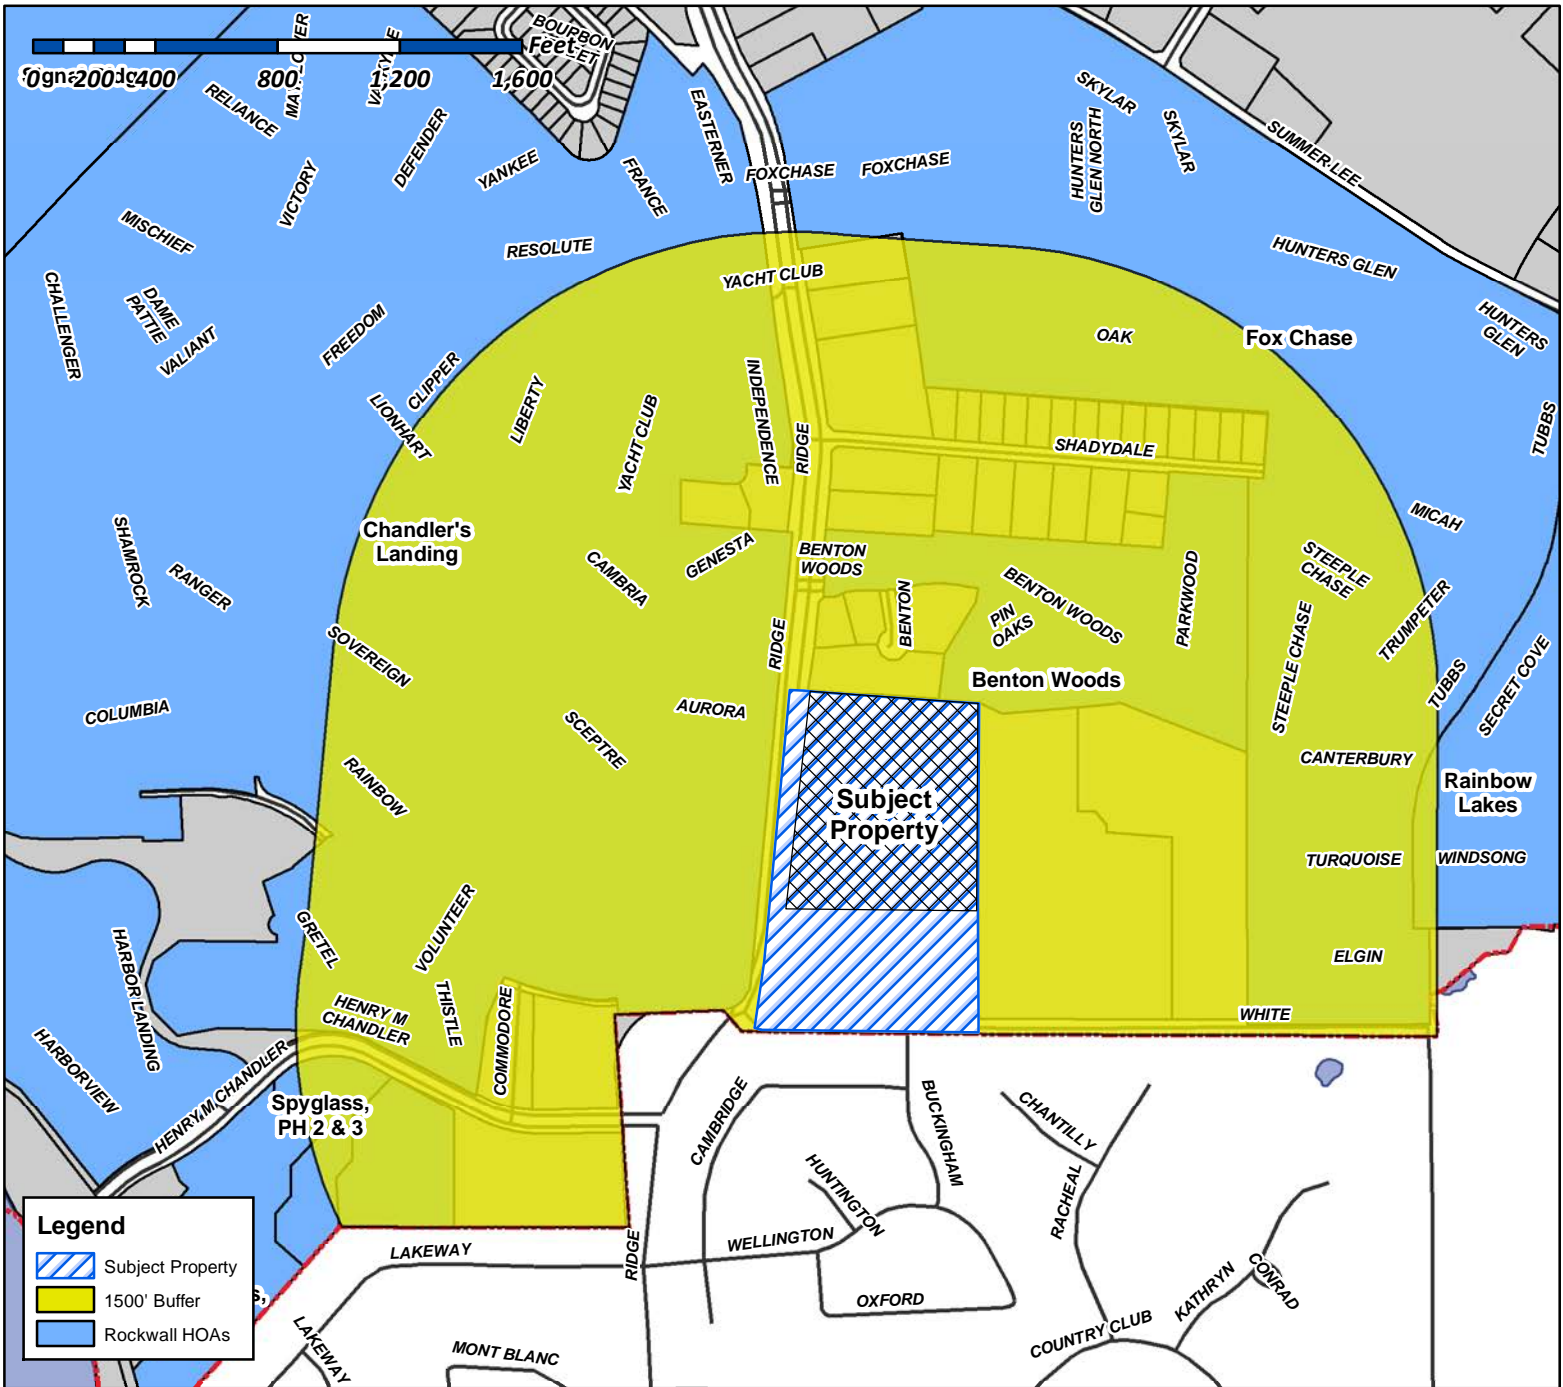 Feet
0 200 400 800 1,200 1,600
BOURBON
RELIANCE
DEFENDER
YANKEE
VICTORY
MISCHIEF
FRANCE
EASTERNER
FOXCHASE
FOXCHASE
SKYLAR
SKYLAR
HUNTERS
GLEN NORTH
SUMMER LEE
HUNTERS GLEN
HUNTERS
GLEN
RESOLUTE
YACHT CLUB
CHALLENGER
DAME
PATTIE
VALIANT
FREEDOM
CLIPPER
LIONHART
LIBERTY
YACHT CLUB
INDEPENDENCE
RIDGE
OAK
Fox Chase
TUBBS
SHADYDALE
MICAH
Chandler's
Landing
SHAMROCK
RANGER
CAMBRIA
GENESTA
BENTON
WOODS
BENTON
BENTON WOODS
PIN
OAKS
PARKWOOD
STEEPLE
CHASE
STEEPLE CHASE
TRUMPETER
TUBBS
SECRET COVE
SOVEREIGN
RIDGE
Benton Woods
COLUMBIA
AURORA
SCEPTRE
RAINBOW
CANTERBURY
Rainbow
Lakes
Subject
Property
TURQUOISE
WINDSONG
VOLUNTEER
GRETEL
HARBOR LANDING
ELGIN
THISTLE
HENRY M
CHANDLER
COMMODORE
WHITE
HARBORVIEW
HENRY M CHANDLER
Spyglass,
PH 2 & 3
CAMBRIDGE
BUCKINGHAM
CHANTILLY
RACHEAL
HUNTINGTON
WELLINGTON
LAKEWAY
RIDGE
OXFORD
KATHRYN
CONRAD
COUNTRY CLUB
LAKEWAY
MONT BLANC
Legend
Subject Property
1500' Buffer
Rockwall HOAs
s,